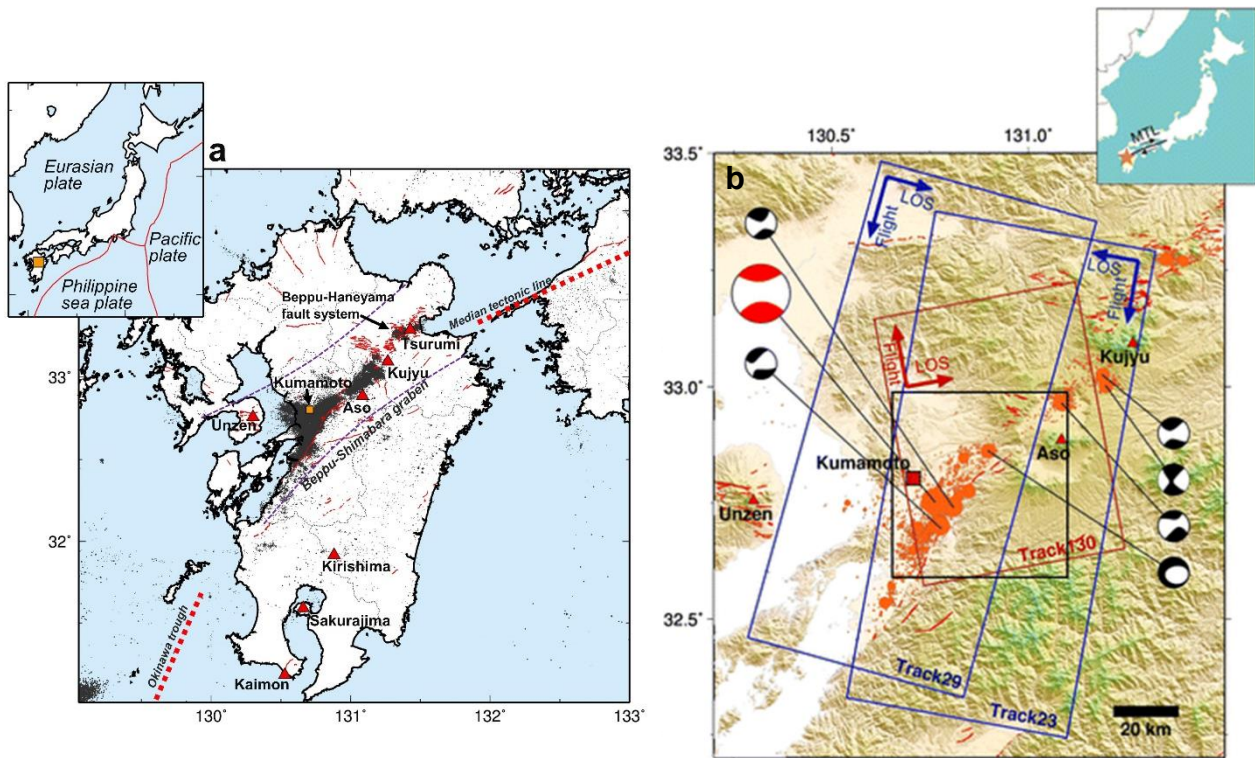 Eurasian
plate
Pacific
plate
Philippine
sea plate
a
Beppu-Haneyama
fault system
Median tectonic line
Tsurumi
Kujyu
Kumamoto
Aso
Unzen
Beppu-Shimabara graben
Kirishima
Sakurajima
Kaimon
Okinawa trough
33
32
130
131
132
133
MTL
130.5
131.0
33.5
33.0
32.5
b
LOS
Flight
LOS
Flight
Flight
LOS
Kujyu
Aso
Kumamoto
Unzen
Track130
Track29
Track23
20 km